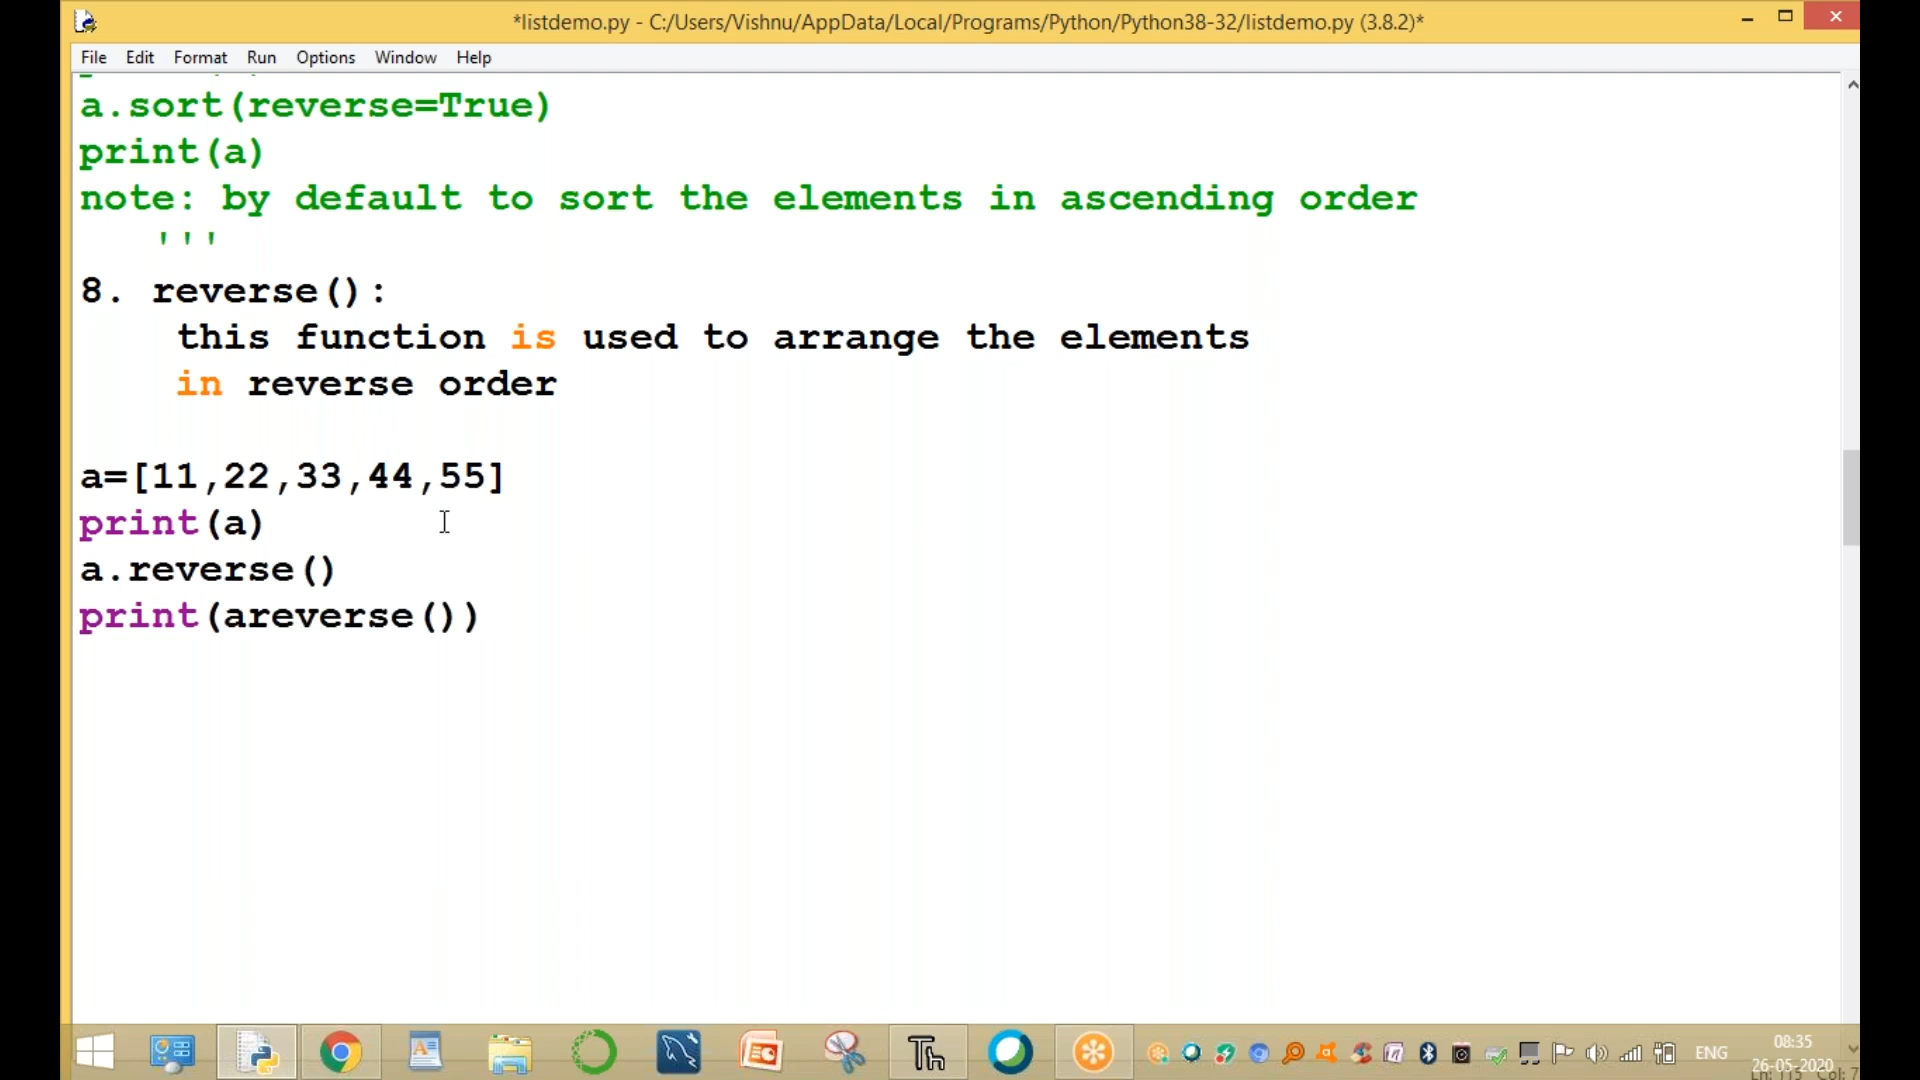 *listdemo.py - C:/Users/Vishnu/AppData/Local/Programs/Python/Python38-32/listdemo.py (3.8.2)*
File Edit Format Run Options Window Help
a.sort(reverse=True)
print(a)
note: by default to sort the elements in ascending order
'''
8. reverse():
this function is used to arrange the elements
in reverse order
a=[11,22,33,44,55]
print(a)
a.reverse()
print(areverse())
Th
ENG
08:35
26-05-2020